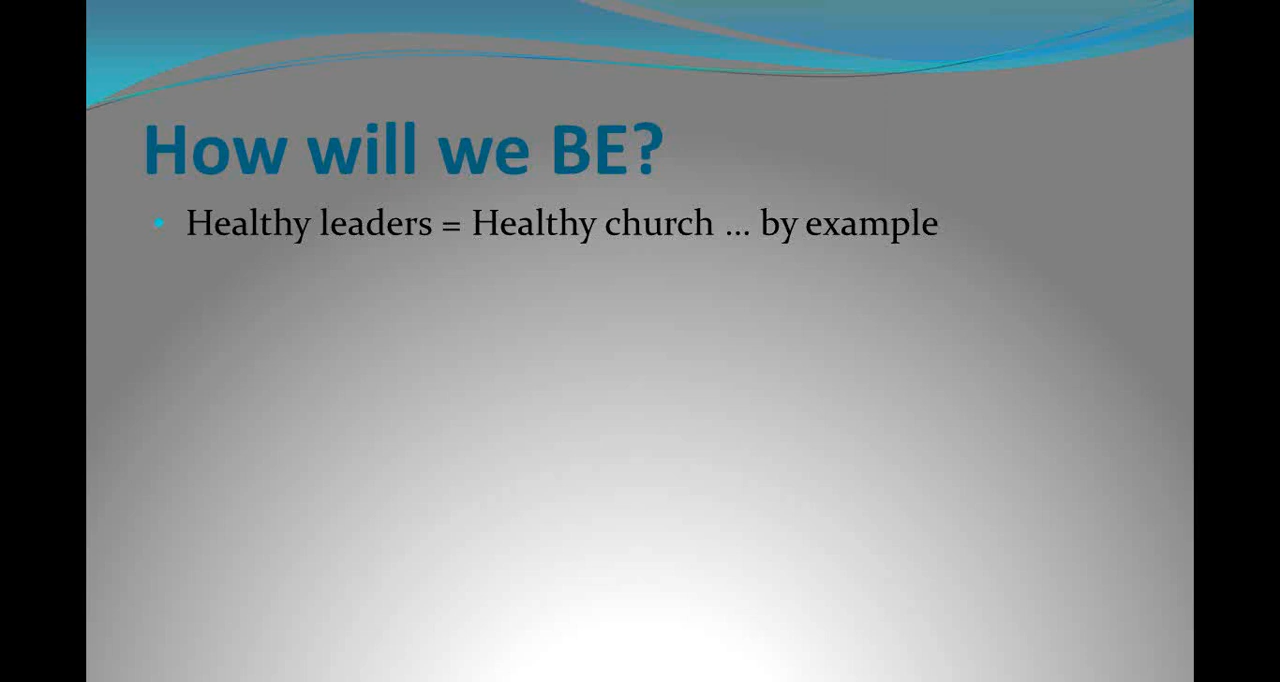 How will we BE?
• Healthy leaders = Healthy church ... by example